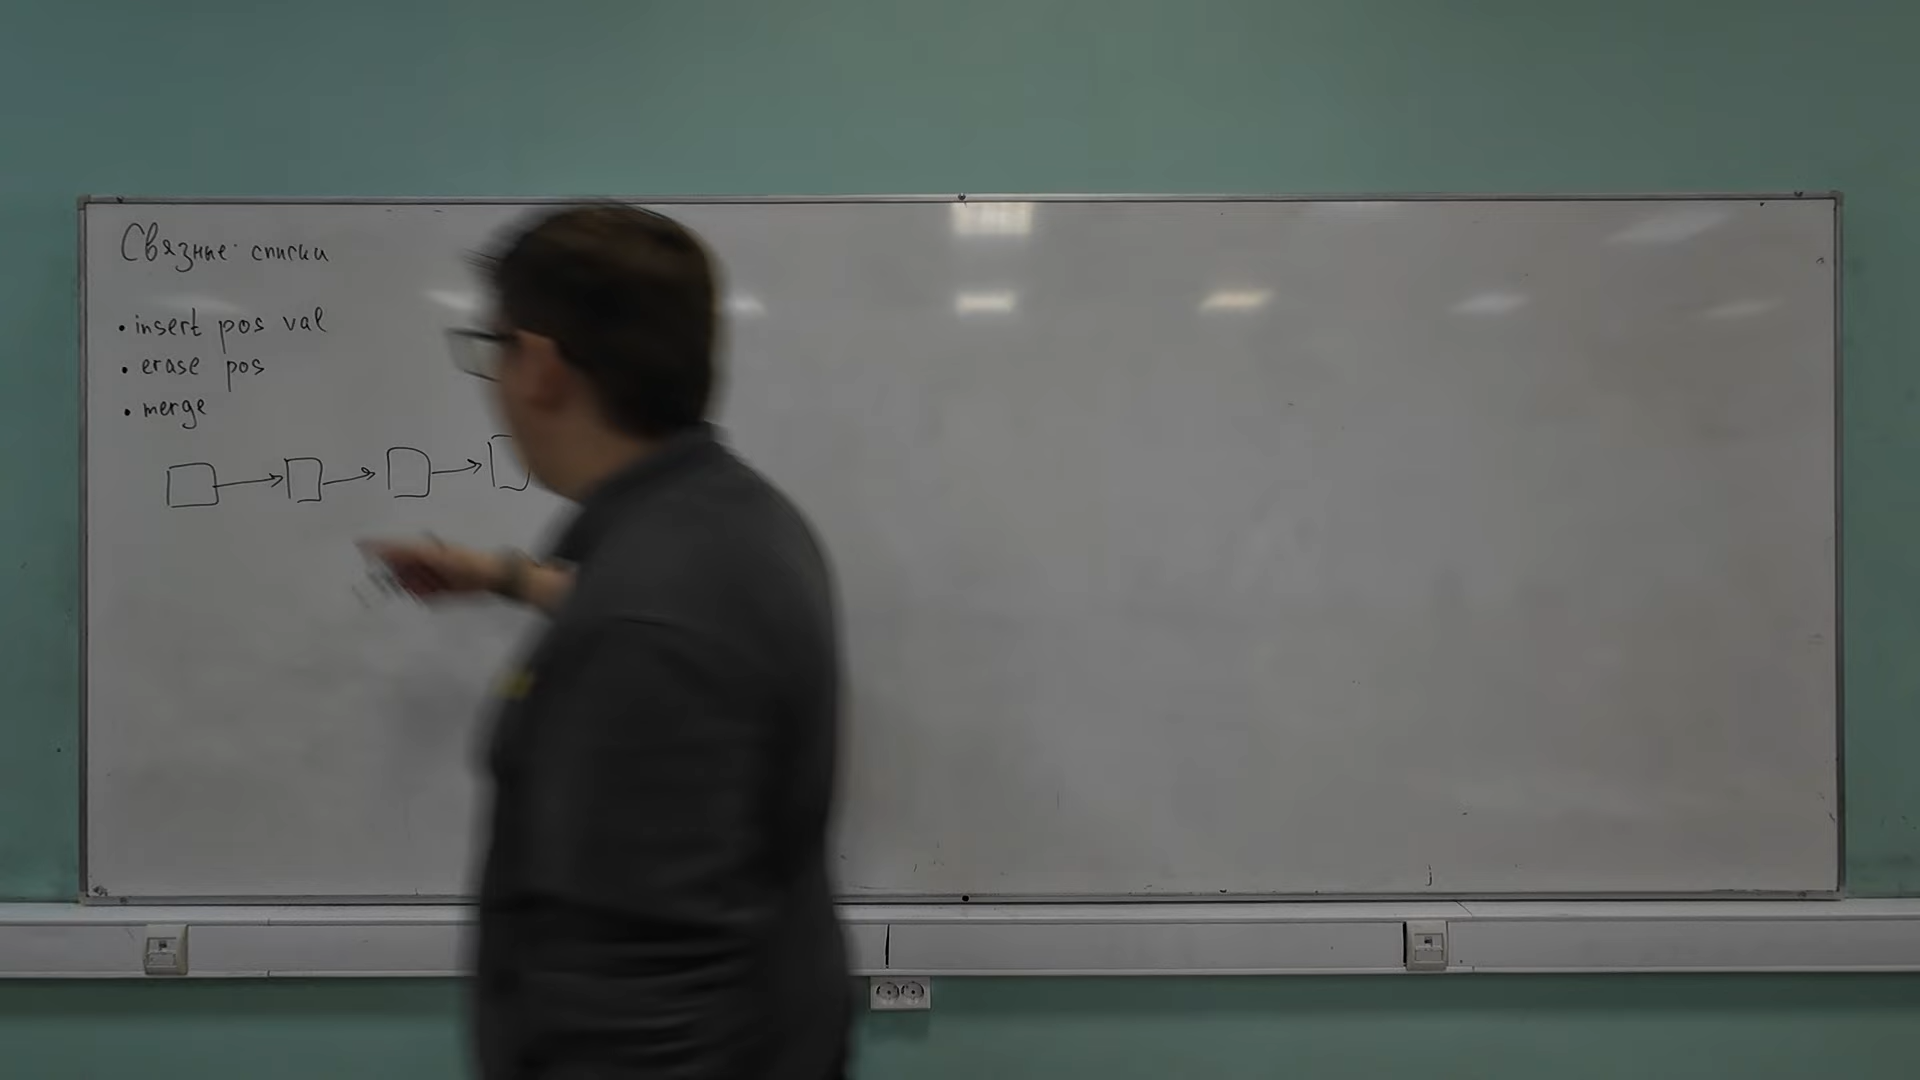 Связные списки
• insert pos val
• erase pos
• merge